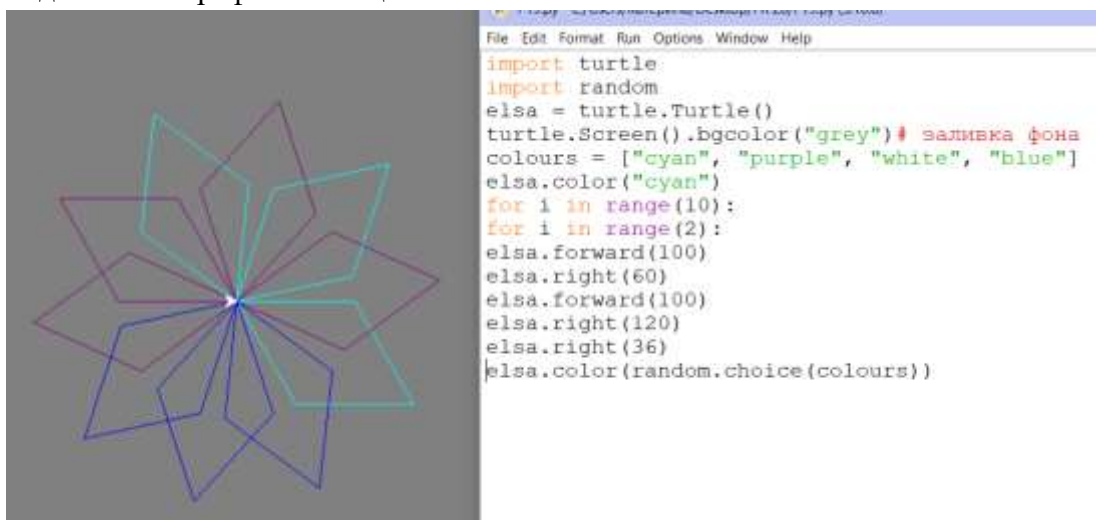 File Edit Format Run Options Window Help
import turtle
import random
elsa = turtle.Turtle()
turtle.Screen().bgcolor("grey")# заливка фона
colours = ["cyan", "purple", "white", "blue"]
elsa.color("cyan")
for i in range(10):
for i in range(2):
elsa.forward(100)
elsa.right(60)
elsa.forward(100)
elsa.right(120)
elsa.right(36)
elsa.color(random.choice(colours))